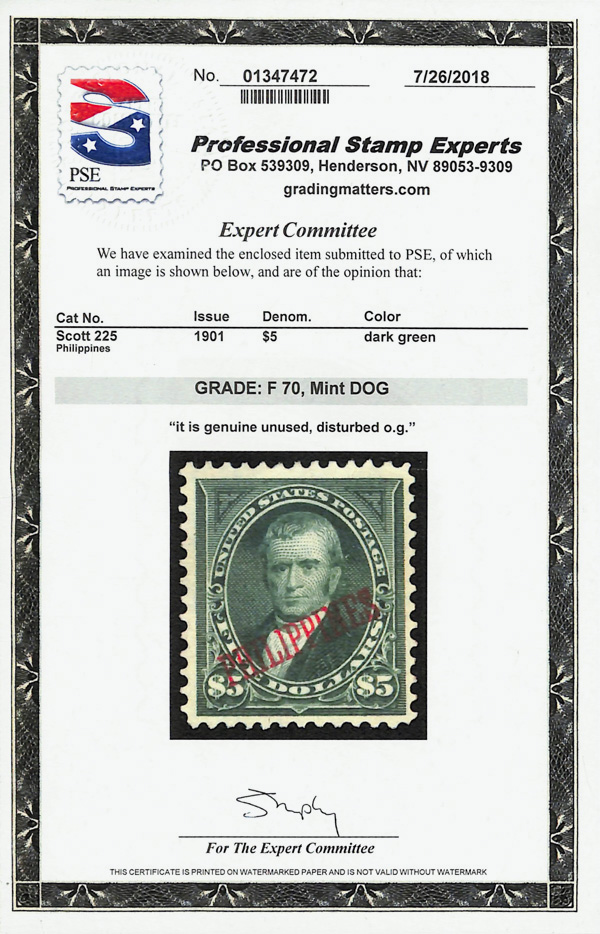 No. 01347472 7/26/2018
PSE
PROFESSIONAL STAMP EXPERTS
Professional Stamp Experts
PO Box 539309, Henderson, NV 89053-9309
gradingmatters.com
Expert Committee
We have examined the enclosed item submitted to PSE, of which
an image is shown below, and are of the opinion that:
Cat No. Issue Denom. Color
Scott 225 1901 $5 dark green
Philippines
GRADE: F 70, Mint DOG
“it is genuine unused, disturbed o.g.”
UNITED STATES POSTAGE
PHILIPPINES
$5 DOLLARS $5
For The Expert Committee
THIS CERTIFICATE IS PRINTED ON WATERMARKED PAPER AND IS NOT VALID WITHOUT WATERMARK